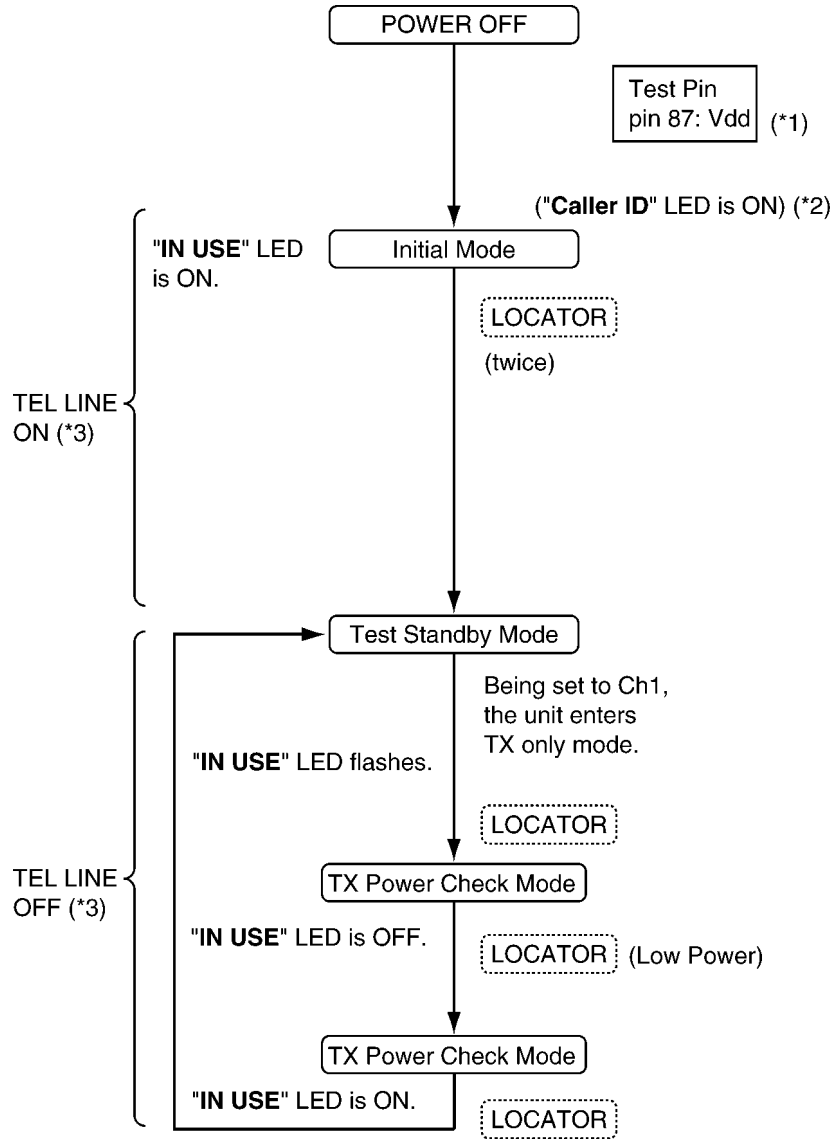 POWER OFF
Test Pin
pin 87: Vdd
(*1)
("Caller ID" LED is ON) (*2)
"IN USE" LED
is ON.
Initial Mode
LOCATOR
(twice)
TEL LINE
ON (*3)
Test Standby Mode
Being set to Ch1,
the unit enters
TX only mode.
"IN USE" LED flashes.
LOCATOR
TX Power Check Mode
TEL LINE
OFF (*3)
"IN USE" LED is OFF.
LOCATOR (Low Power)
TX Power Check Mode
"IN USE" LED is ON.
LOCATOR